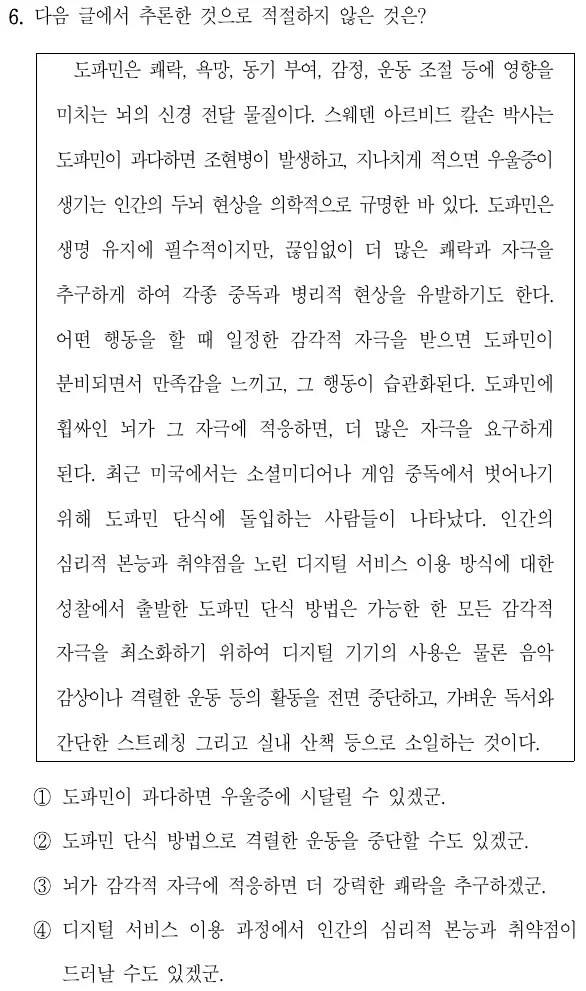 6. 다음 글에서 추론한 것으로 적절하지 않은 것은?
도파민은 쾌락, 욕망, 동기 부여, 감정, 운동 조절 등에 영향을
미치는 뇌의 신경 전달 물질이다. 스웨덴 아르비드 칼손 박사는
도파민이 과다하면 조현병이 발생하고, 지나치게 적으면 우울증이
생기는 인간의 두뇌 현상을 의학적으로 규명한 바 있다. 도파민은
생명 유지에 필수적이지만, 끊임없이 더 많은 쾌락과 자극을
추구하게 하여 각종 중독과 병리적 현상을 유발하기도 한다.
어떤 행동을 할 때 일정한 감각적 자극을 받으면 도파민이
분비되면서 만족감을 느끼고, 그 행동이 습관화된다. 도파민에
휩싸인 뇌가 그 자극에 적응하면, 더 많은 자극을 요구하게
된다. 최근 미국에서는 소셜미디어나 게임 중독에서 벗어나기
위해 도파민 단식에 돌입하는 사람들이 나타났다. 인간의
심리적 본능과 취약점을 노린 디지털 서비스 이용 방식에 대한
성찰에서 출발한 도파민 단식 방법은 가능한 한 모든 감각적
자극을 최소화하기 위하여 디지털 기기의 사용은 물론 음악
감상이나 격렬한 운동 등의 활동을 전면 중단하고, 가벼운 독서와
간단한 스트레칭 그리고 실내 산책 등으로 소일하는 것이다.
① 도파민이 과다하면 우울증에 시달릴 수 있겠군.
② 도파민 단식 방법으로 격렬한 운동을 중단할 수도 있겠군.
③ 뇌가 감각적 자극에 적응하면 더 강력한 쾌락을 추구하겠군.
④ 디지털 서비스 이용 과정에서 인간의 심리적 본능과 취약점이
드러날 수도 있겠군.